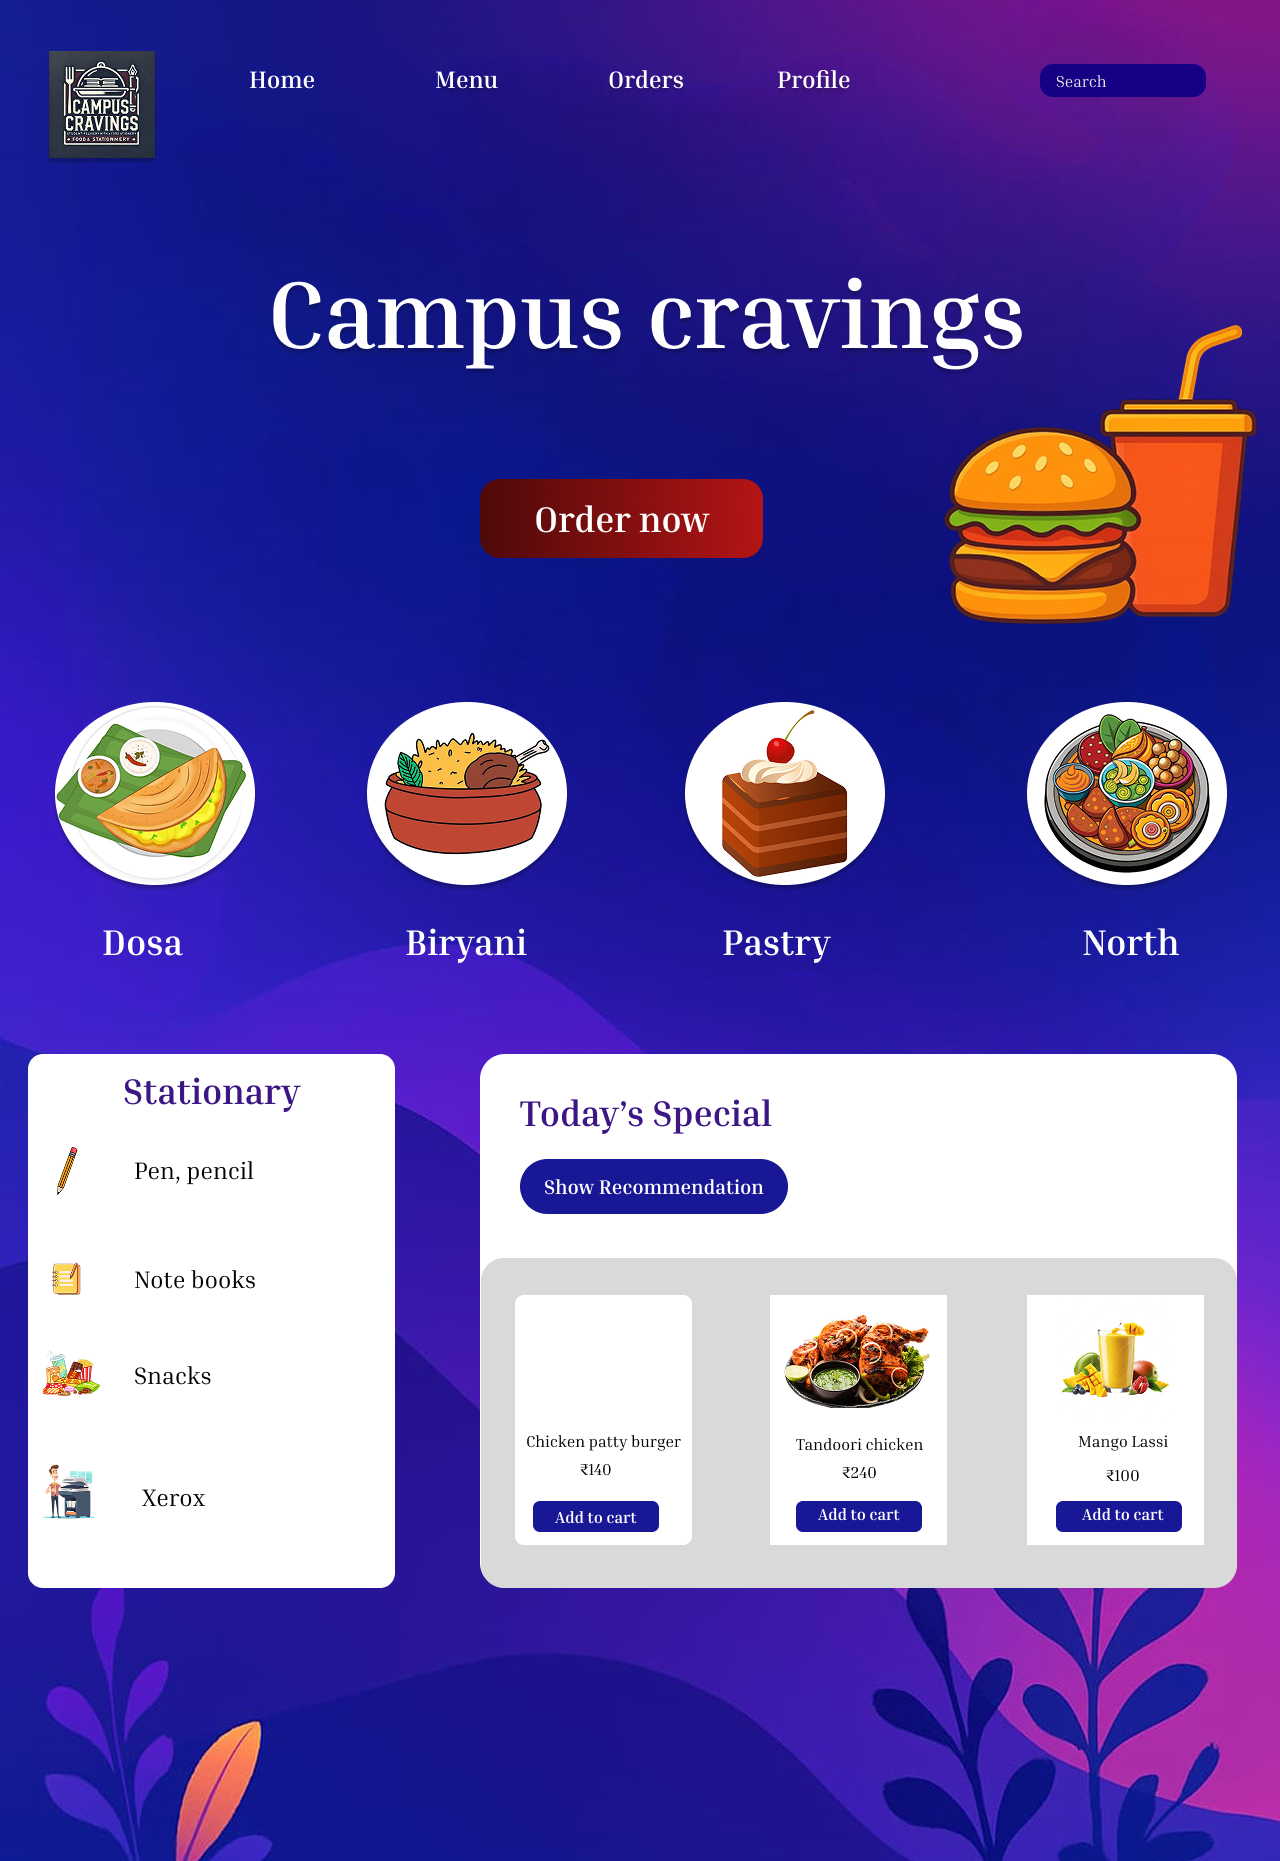 CAMPUS
CRAVINGS
• FOOD & STATIONNERY •
Home
Menu
Orders
Profile
Search
Campus cravings
Order now
Dosa
Biryani
Pastry
North
Stationary
Pen, pencil
Note books
Snacks
Xerox
Today’s Special
Show Recommendation
Chicken patty burger
₹140
Add to cart
Tandoori chicken
₹240
Add to cart
Mango Lassi
₹100
Add to cart